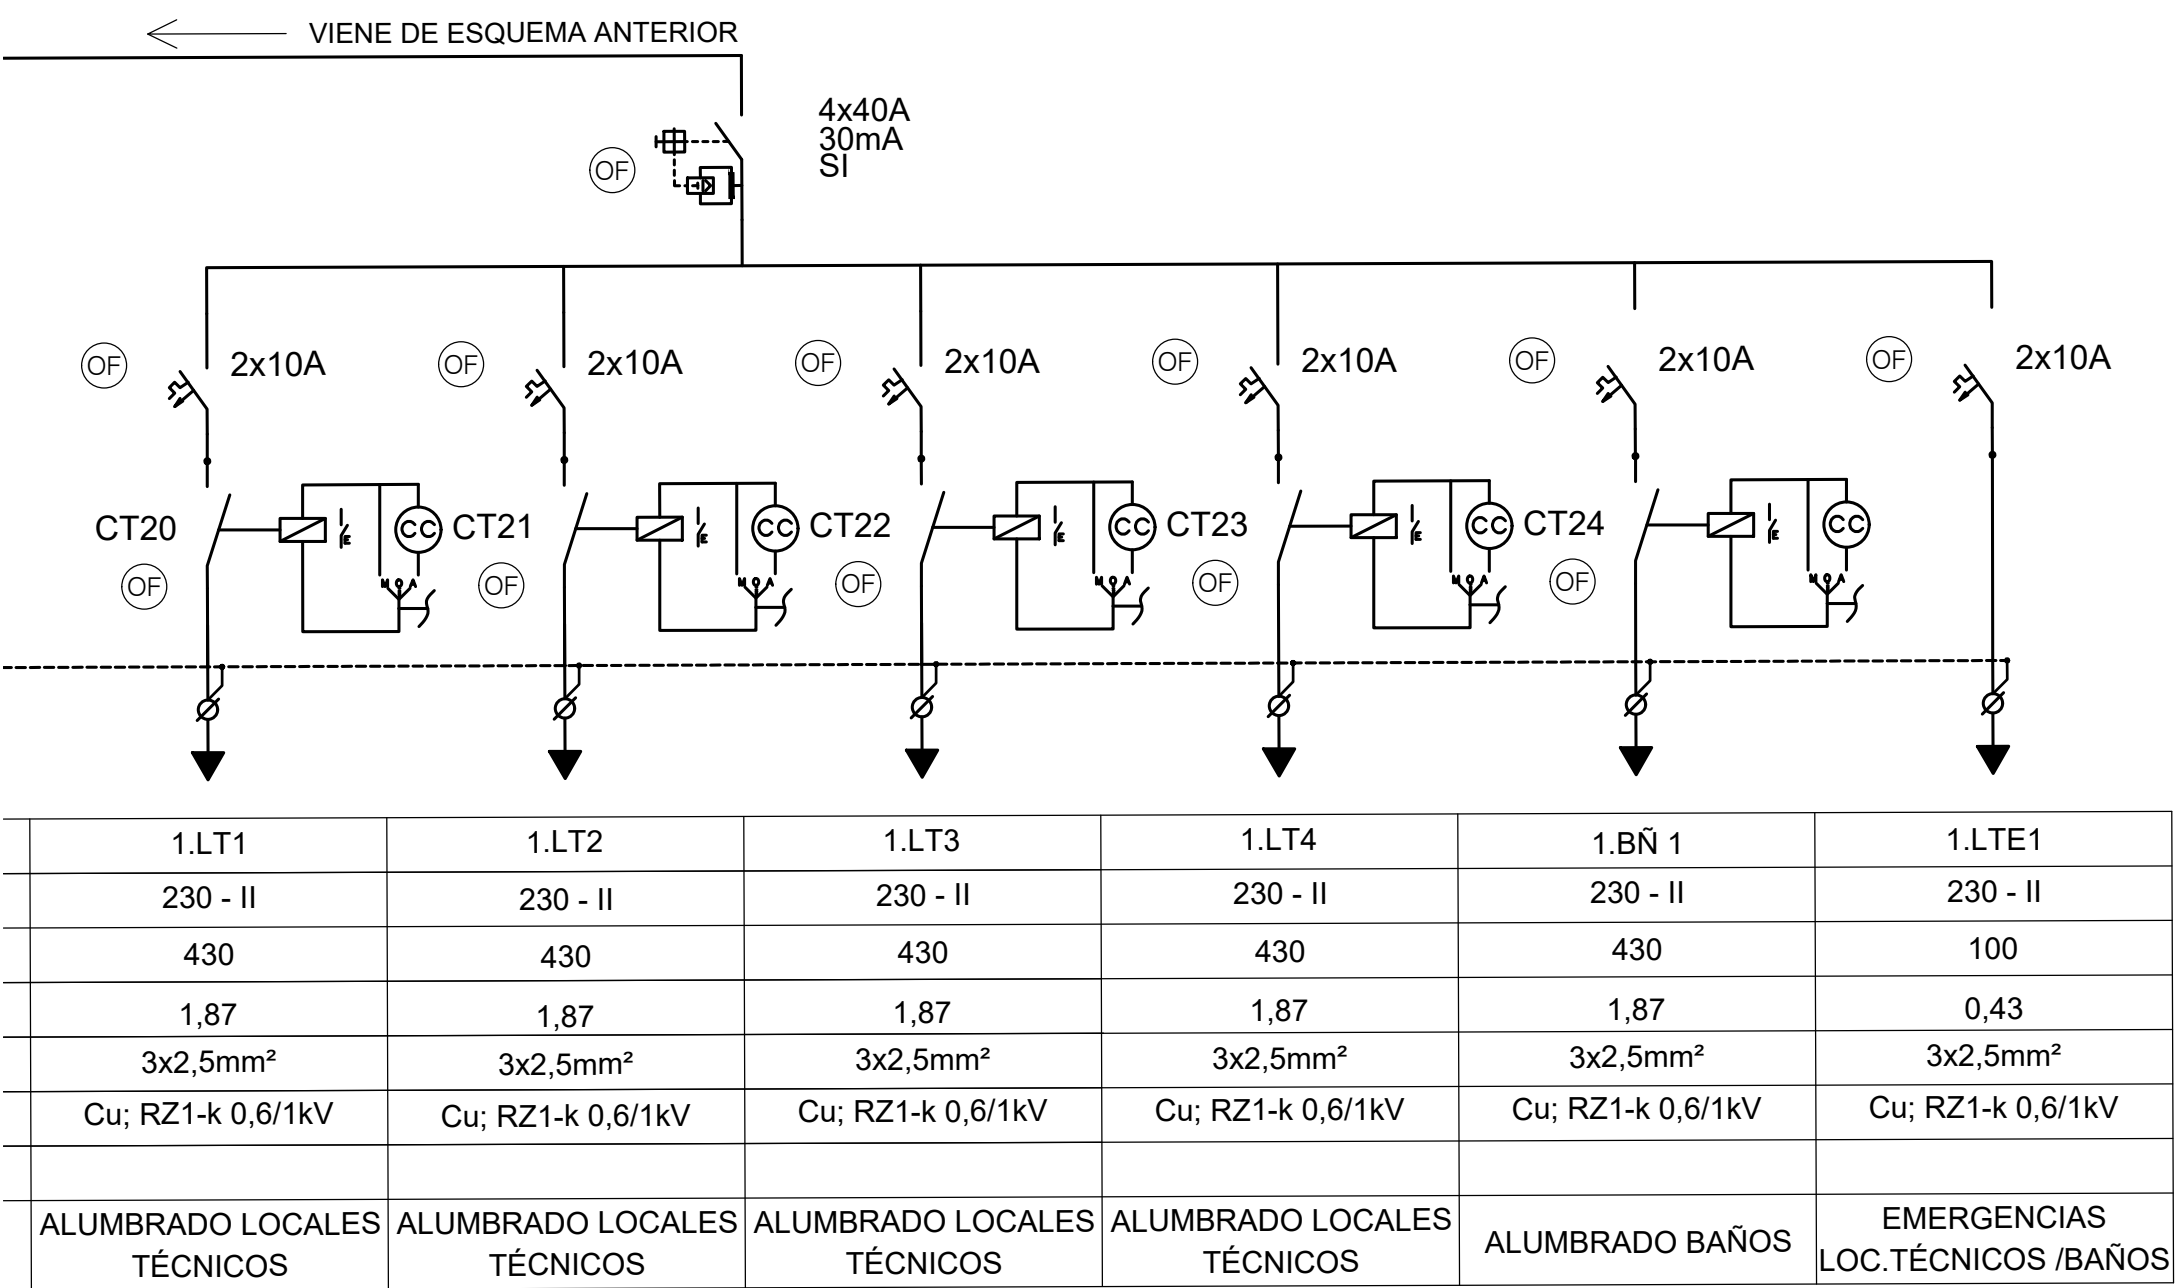 VIENE DE ESQUEMA ANTERIOR
4x40A
30mA
SI
OF
OF 2x10A OF 2x10A OF 2x10A OF 2x10A OF 2x10A OF 2x10A
CT20 I E CC CT21 I E CC CT22 I E CC CT23 I E CC CT24 I E CC
OF M O A OF M O A OF M O A OF M O A OF M O A
1.LT1 1.LT2 1.LT3 1.LT4 1.BÑ 1 1.LTE1
230 - II 230 - II 230 - II 230 - II 230 - II 230 - II
430 430 430 430 430 100
1,87 1,87 1,87 1,87 1,87 0,43
3x2,5mm² 3x2,5mm² 3x2,5mm² 3x2,5mm² 3x2,5mm² 3x2,5mm²
Cu; RZ1-k 0,6/1kV Cu; RZ1-k 0,6/1kV Cu; RZ1-k 0,6/1kV Cu; RZ1-k 0,6/1kV Cu; RZ1-k 0,6/1kV Cu; RZ1-k 0,6/1kV
ALUMBRADO LOCALES
TÉCNICOS
ALUMBRADO LOCALES
TÉCNICOS
ALUMBRADO LOCALES
TÉCNICOS
ALUMBRADO LOCALES
TÉCNICOS
ALUMBRADO BAÑOS
EMERGENCIAS
LOC.TÉCNICOS /BAÑOS